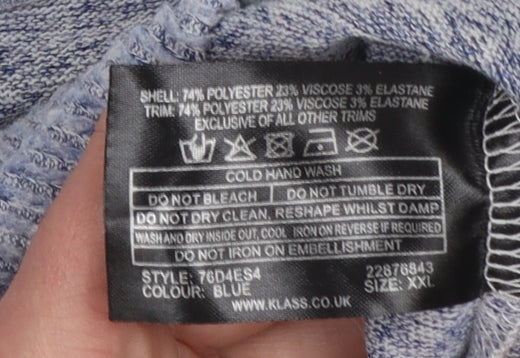 SHELL: 74% POLYESTER 23% VISCOSE 3% ELASTANE
TRIM: 74% POLYESTER 23% VISCOSE 3% ELASTANE
EXCLUSIVE OF ALL OTHER TRIMS
COLD HAND WASH
DO NOT BLEACH DO NOT TUMBLE DRY
DO NOT DRY CLEAN, RESHAPE WHILST DAMP
WASH AND DRY INSIDE OUT, COOL IRON ON REVERSE IF REQUIRED
DO NOT IRON ON EMBELLISHMENT
STYLE: 76D4ES4 22876843
COLOUR: BLUE SIZE: XXL
WWW.KLASS.CO.UK